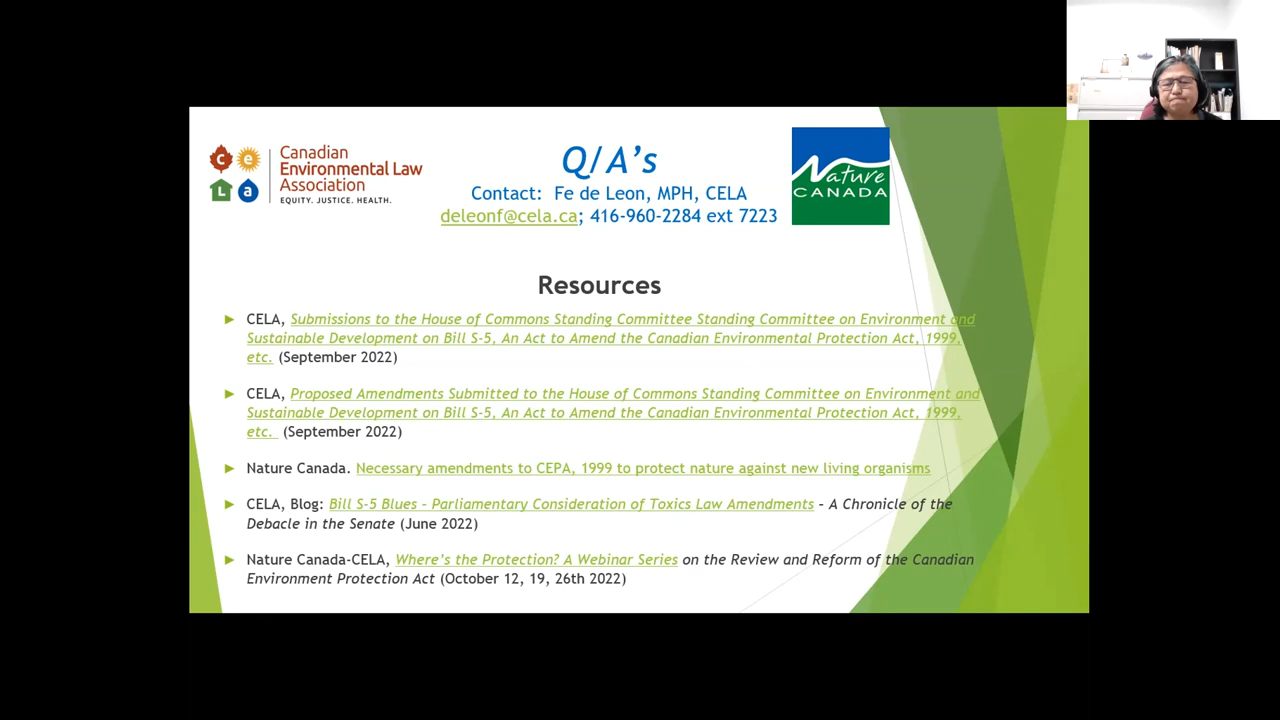 c e L a
Canadian
Environmental Law
Association
EQUITY. JUSTICE. HEALTH.
Q/A's
Contact: Fe de Leon, MPH, CELA
deleonf@cela.ca; 416-960-2284 ext 7223
Nature
CANADA
Resources
► CELA, Submissions to the House of Commons Standing Committee Standing Committee on Environment and
Sustainable Development on Bill S-5, An Act to Amend the Canadian Environmental Protection Act, 1999,
etc. (September 2022)
► CELA, Proposed Amendments Submitted to the House of Commons Standing Committee on Environment and
Sustainable Development on Bill S-5, An Act to Amend the Canadian Environmental Protection Act, 1999,
etc. (September 2022)
► Nature Canada. Necessary amendments to CEPA, 1999 to protect nature against new living organisms
► CELA, Blog: Bill S-5 Blues – Parliamentary Consideration of Toxics Law Amendments – A Chronicle of the
Debacle in the Senate (June 2022)
► Nature Canada-CELA, Where's the Protection? A Webinar Series on the Review and Reform of the Canadian
Environment Protection Act (October 12, 19, 26th 2022)